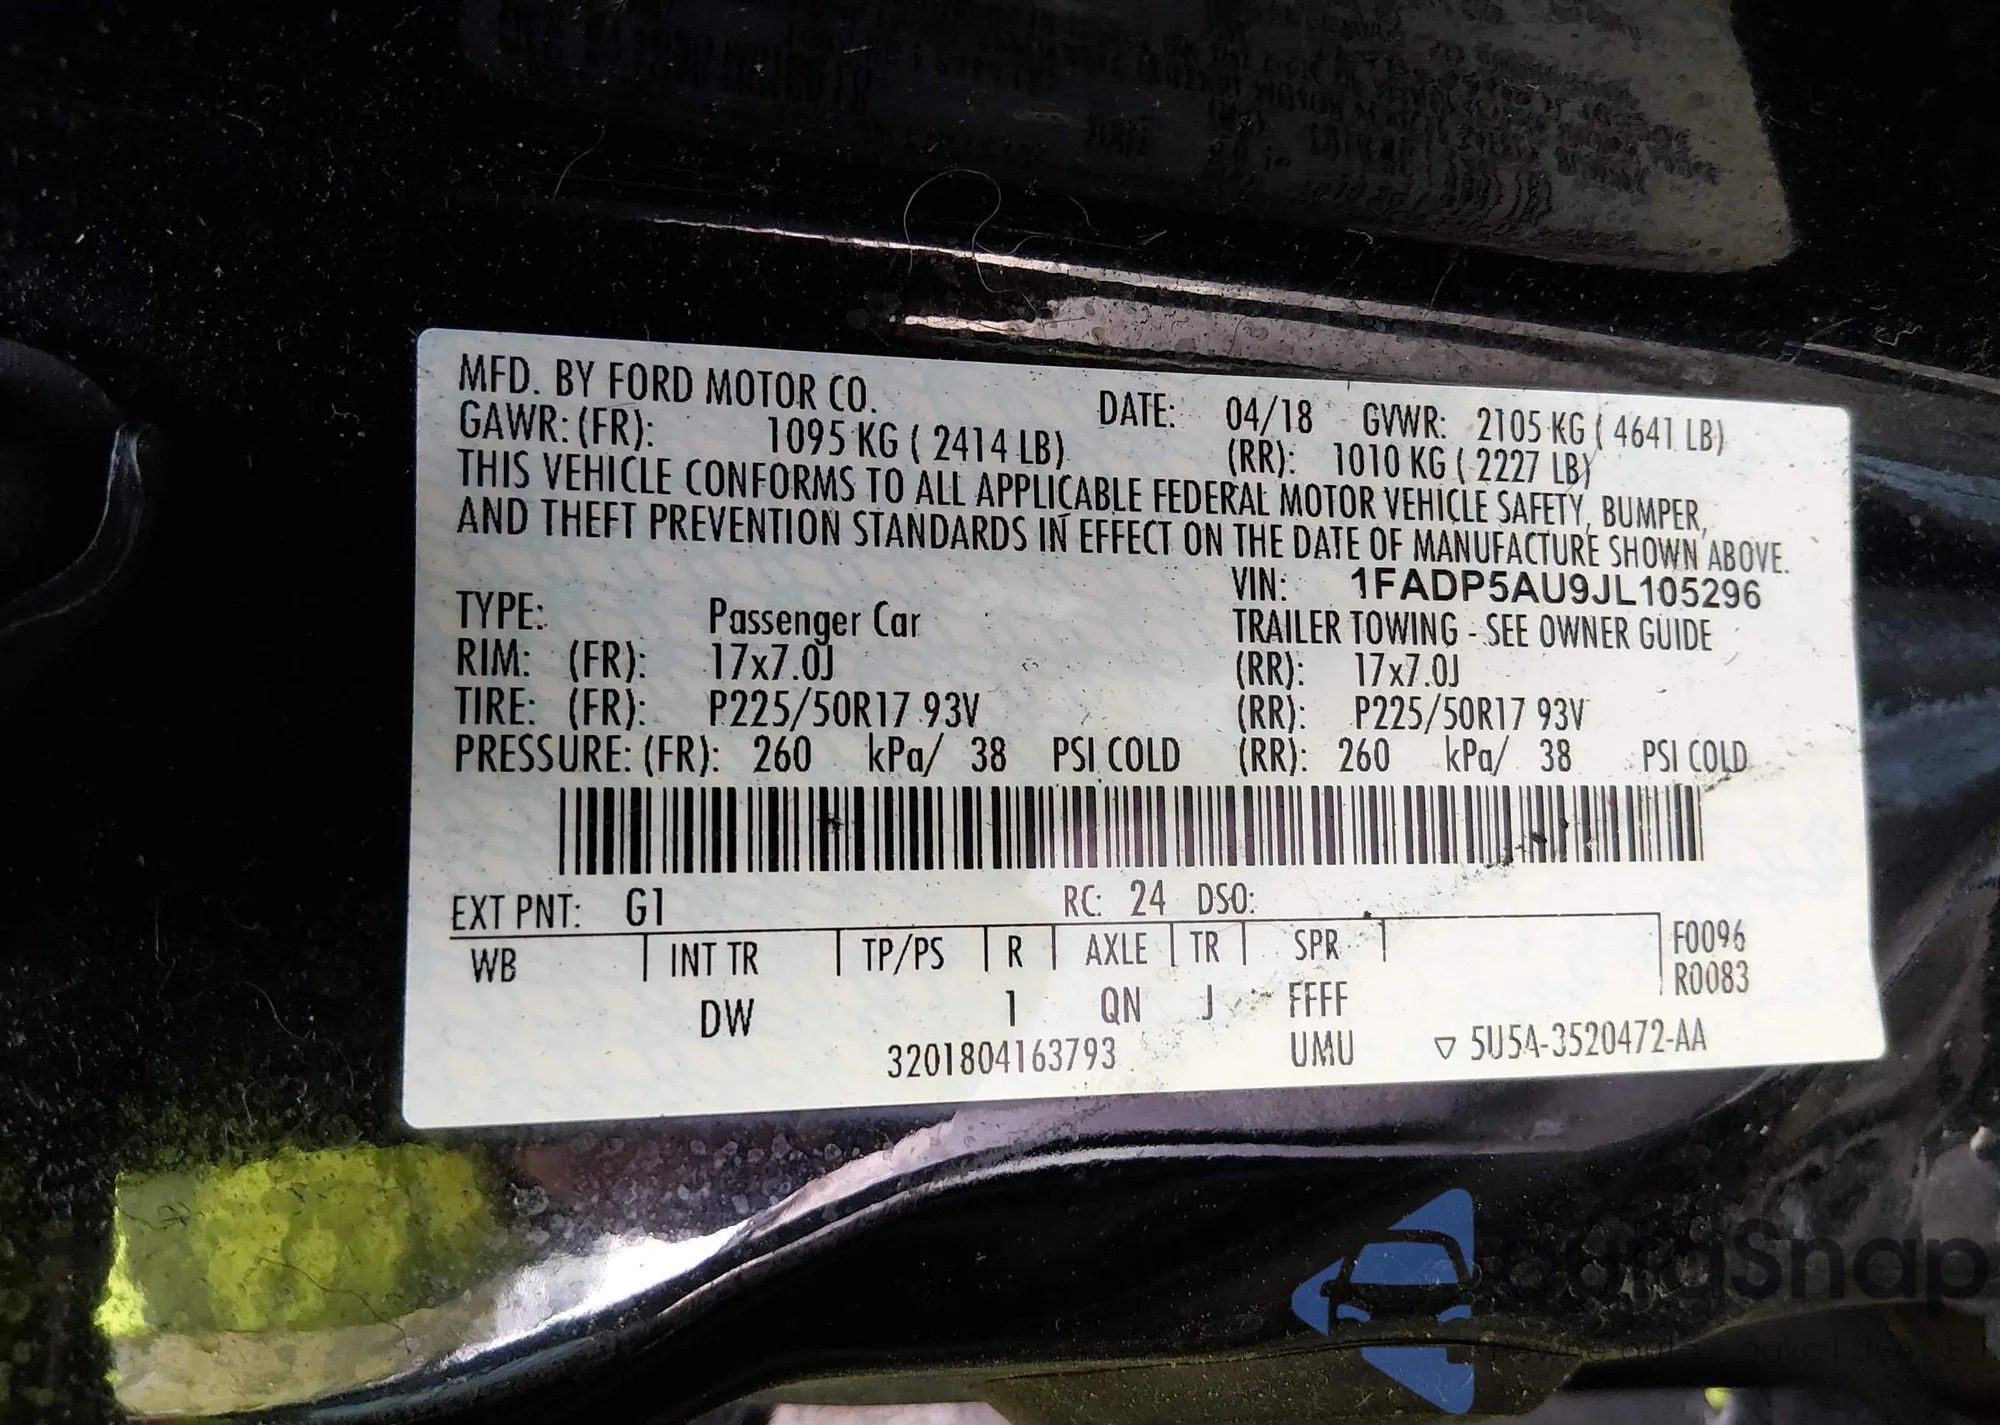 MFD. BY FORD MOTOR CO.
DATE: 04/18 GVWR: 2105 KG ( 4641 LB)
GAWR: (FR): 1095 KG ( 2414 LB) (RR): 1010 KG ( 2227 LB)
THIS VEHICLE CONFORMS TO ALL APPLICABLE FEDERAL MOTOR VEHICLE SAFETY, BUMPER,
AND THEFT PREVENTION STANDARDS IN EFFECT ON THE DATE OF MANUFACTURE SHOWN ABOVE.
VIN: 1FADP5AU9JL105296
TYPE: Passenger Car TRAILER TOWING - SEE OWNER GUIDE
RIM: (FR): 17x7.0J (RR): 17x7.0J
TIRE: (FR): P225/50R17 93V (RR): P225/50R17 93V
PRESSURE: (FR): 260 kPa/ 38 PSI COLD (RR): 260 kPa/ 38 PSI COLD
EXT PNT: G1 RC: 24 DSO:
WB INT TR TP/PS R AXLE TR SPR F0096
R0083
DW 1 QN J FFFF
3201804163793 UMU ▽ 5U5A-3520472-AA